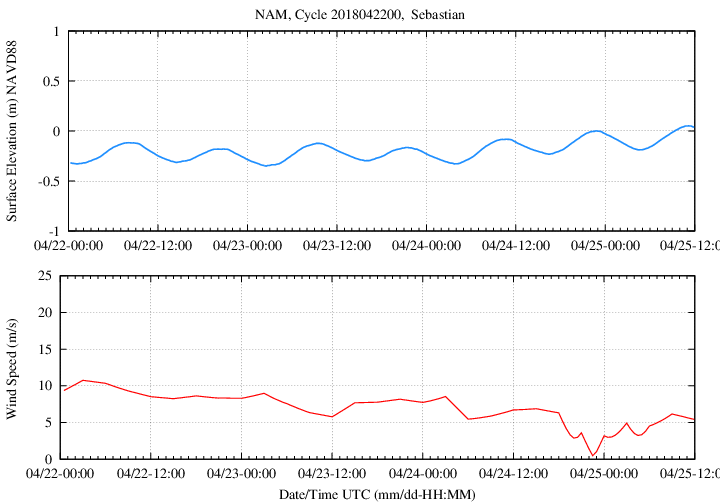 NAM, Cycle 2018042200,  Sebastian
Surface Elevation (m) NAVD88
1
0.5
0
-0.5
-1
04/22-00:00 04/22-12:00 04/23-00:00 04/23-12:00 04/24-00:00 04/24-12:00 04/25-00:00 04/25-12:0
Wind Speed (m/s)
25
20
15
10
5
0
04/22-00:00 04/22-12:00 04/23-00:00 04/23-12:00 04/24-00:00 04/24-12:00 04/25-00:00 04/25-12:0
Date/Time UTC (mm/dd-HH:MM)